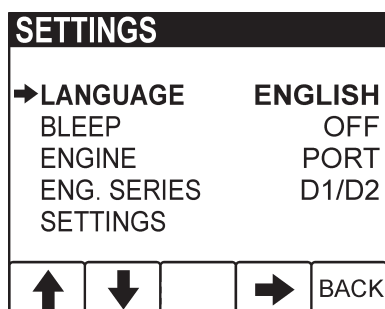 SETTINGS
LANGUAGE ENGLISH
BLEEP OFF
ENGINE PORT
ENG. SERIES D1/D2
SETTINGS
BACK